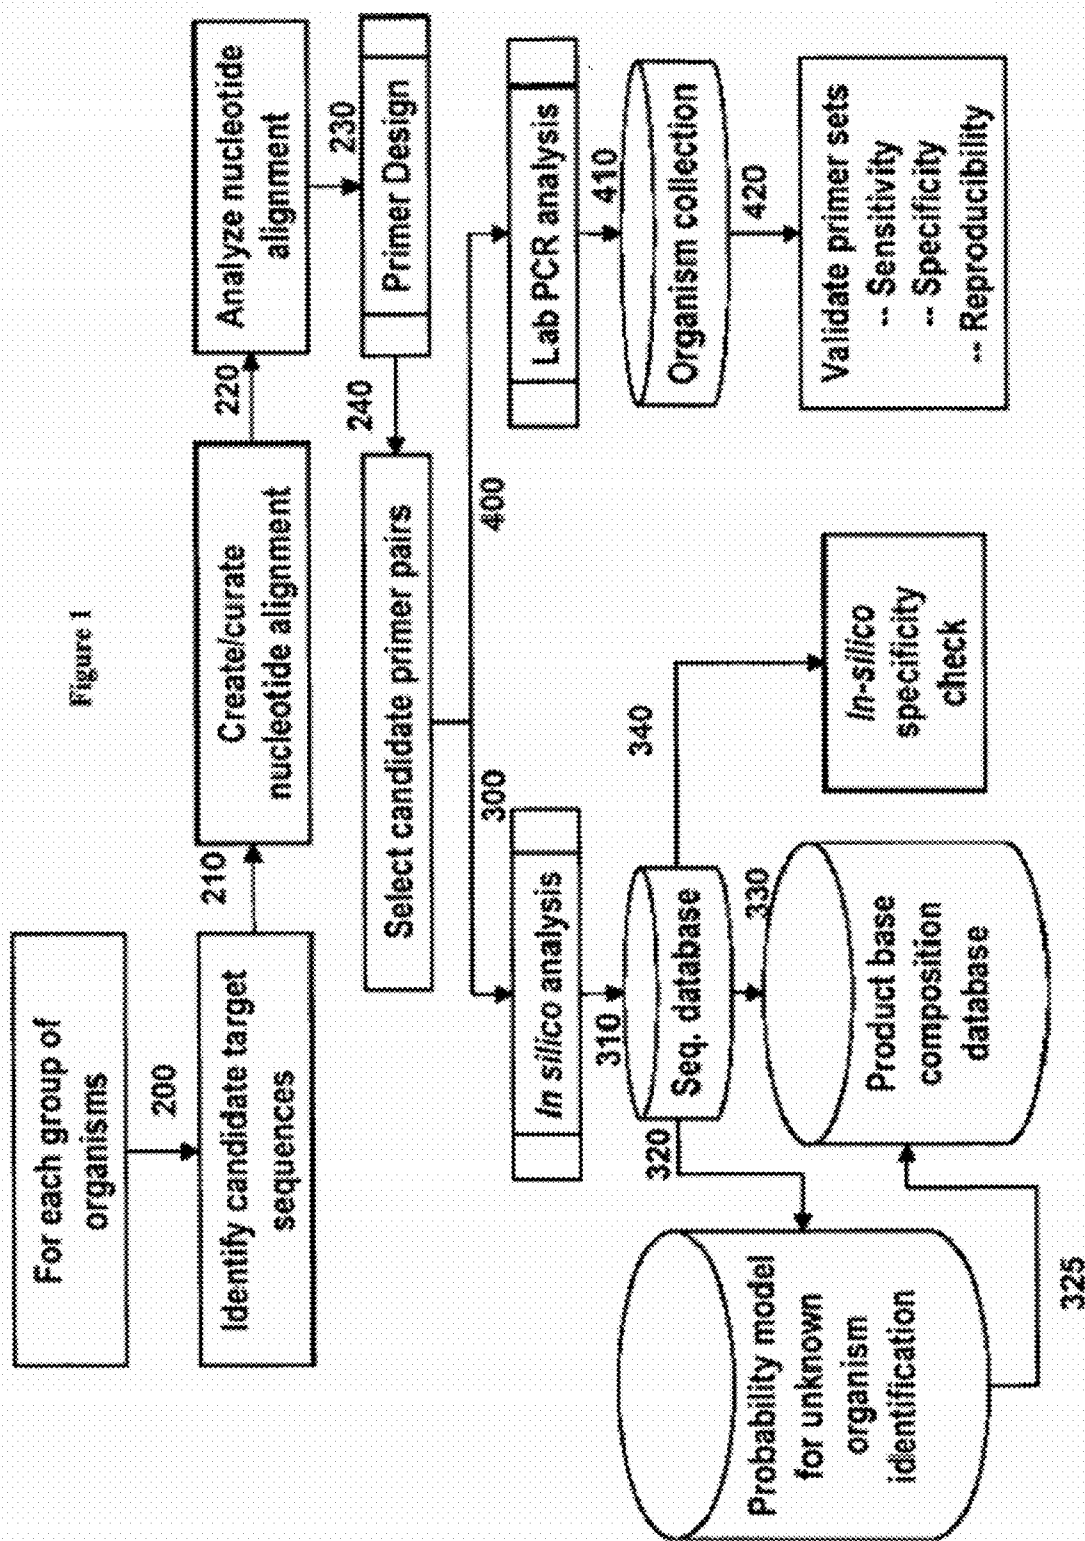 Figure 1
For each group of
organisms
200
Identify candidate target
sequences
210
Create/curate
nucleotide alignment
220
Analyze nucleotide
alignment
230
Primer Design
240
Select candidate primer pairs
300
400
In silico analysis
310
Seq. database
320
Probability model
for unknown
organism
identification
325
330
Product base
composition
database
340
In-silico
specificity
check
Lab PCR analysis
410
Organism collection
420
Validate primer sets
-- Sensitivity
-- Specificity
-- Reproducibility